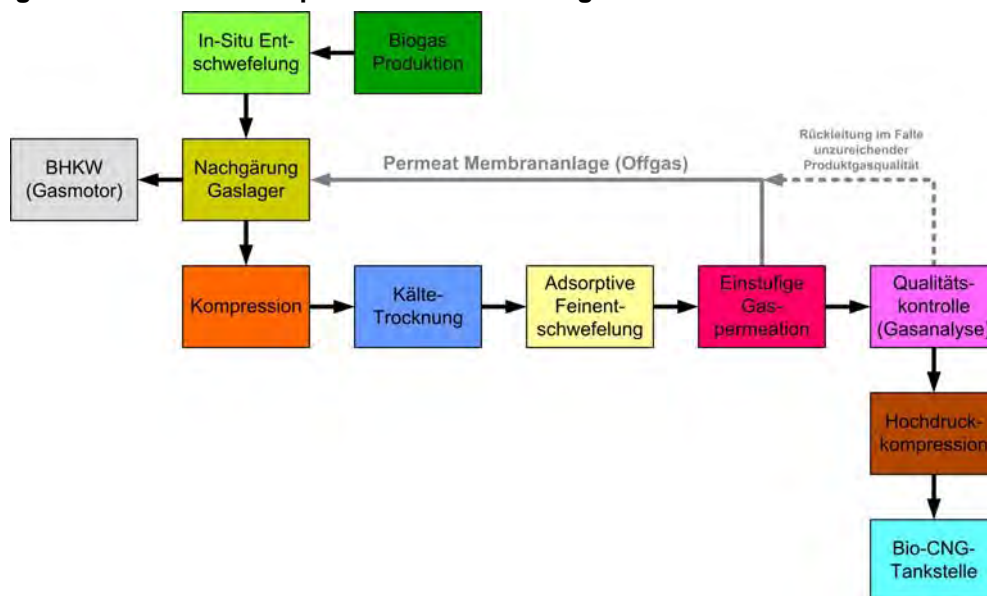 In-Situ Ent-
schwefelung
Biogas
Produktion
BHKW
(Gasmotor)
Nachgärung
Gaslager
Permeat Membrananlage (Offgas)
Rückleitung im Falle
unzureichender
Produktgasqualität
Kompression
Kälte-
Trocknung
Adsorptive
Feinent-
schwefelung
Einstufige
Gas-
permeation
Qualitäts-
kontrolle
(Gasanalyse)
Hochdruck-
kompression
Bio-CNG-
Tankstelle